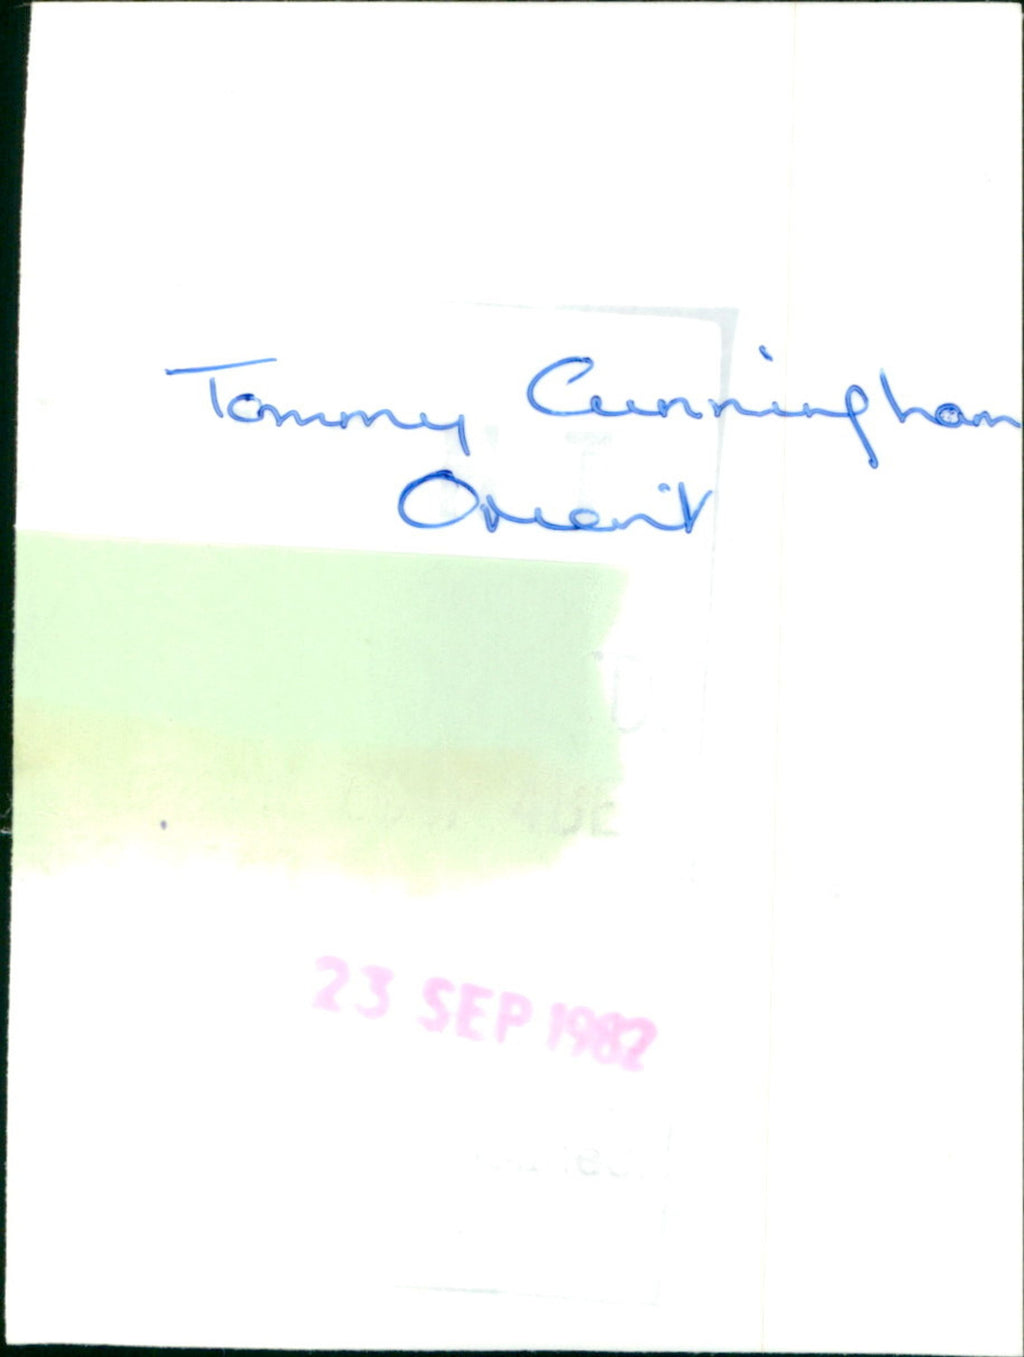 Tommy Cunningham
Orient
23 SEP 1982